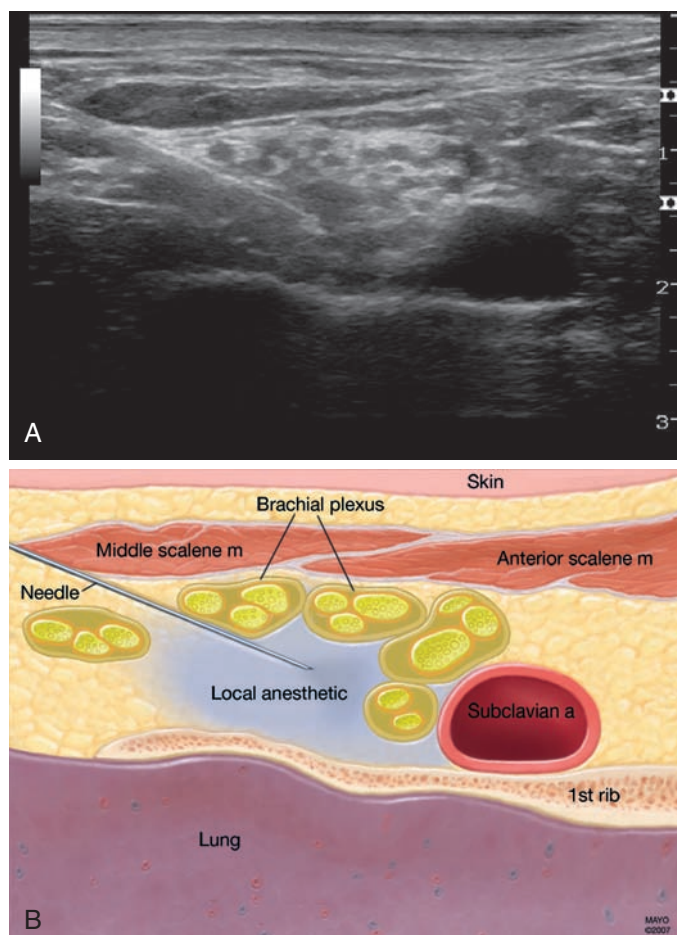 1
2
3
A
Skin
Brachial plexus
Middle scalene m
Anterior scalene m
Needle
Local anesthetic
Subclavian a
1st rib
Lung
B
MAYO
©2007